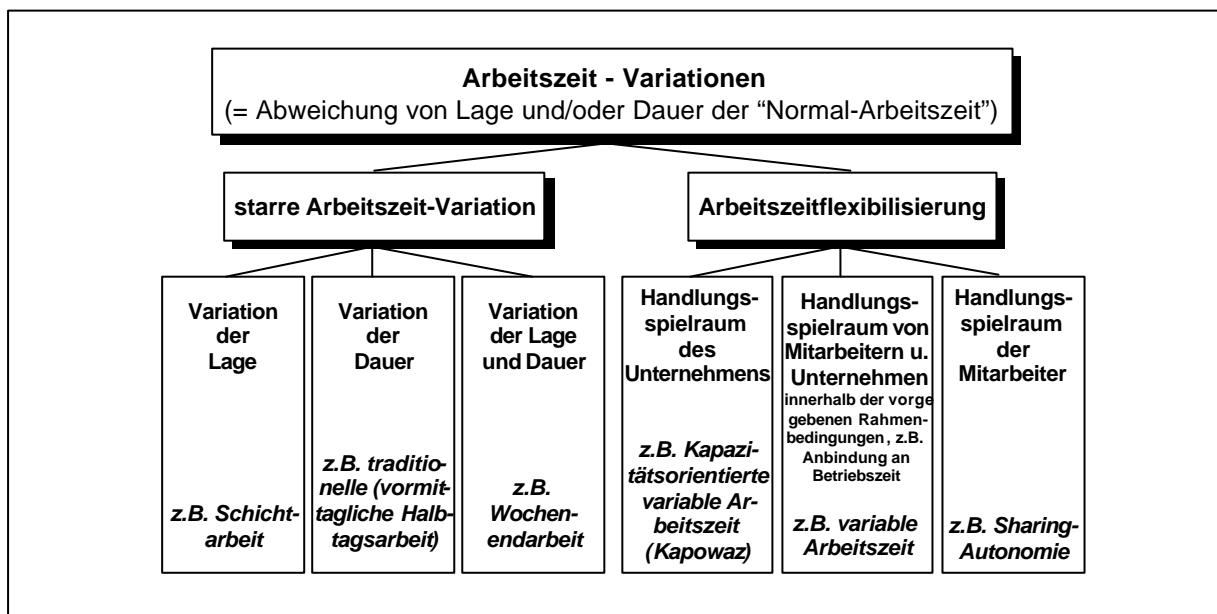 Arbeitszeit - Variationen
(= Abweichung von Lage und/oder Dauer der “Normal-Arbeitszeit”)
starre Arbeitszeit-Variation
Arbeitszeitflexibilisierung
Variation
der
Lage
z.B. Schicht-
arbeit
Variation
der
Dauer
z.B. traditio-
nelle (vormit-
tagliche Halb-
tagsarbeit)
Variation
der Lage
und Dauer
z.B.
Wochen-
endarbeit
Handlungs-
spielraum
des
Unternehmens
z.B. Kapazi-
tätsorientierte
variable Ar-
beitszeit
(Kapowaz)
Handlungs-
spielraum von
Mitarbeitern u.
Unternehmen
innerhalb der vorge
gebenen Rahmen-
bedingungen, z.B.
Anbindung an
Betriebszeit
z.B. variable
Arbeitszeit
Handlungs-
spielraum
der
Mitarbeiter
z.B. Sharing-
Autonomie